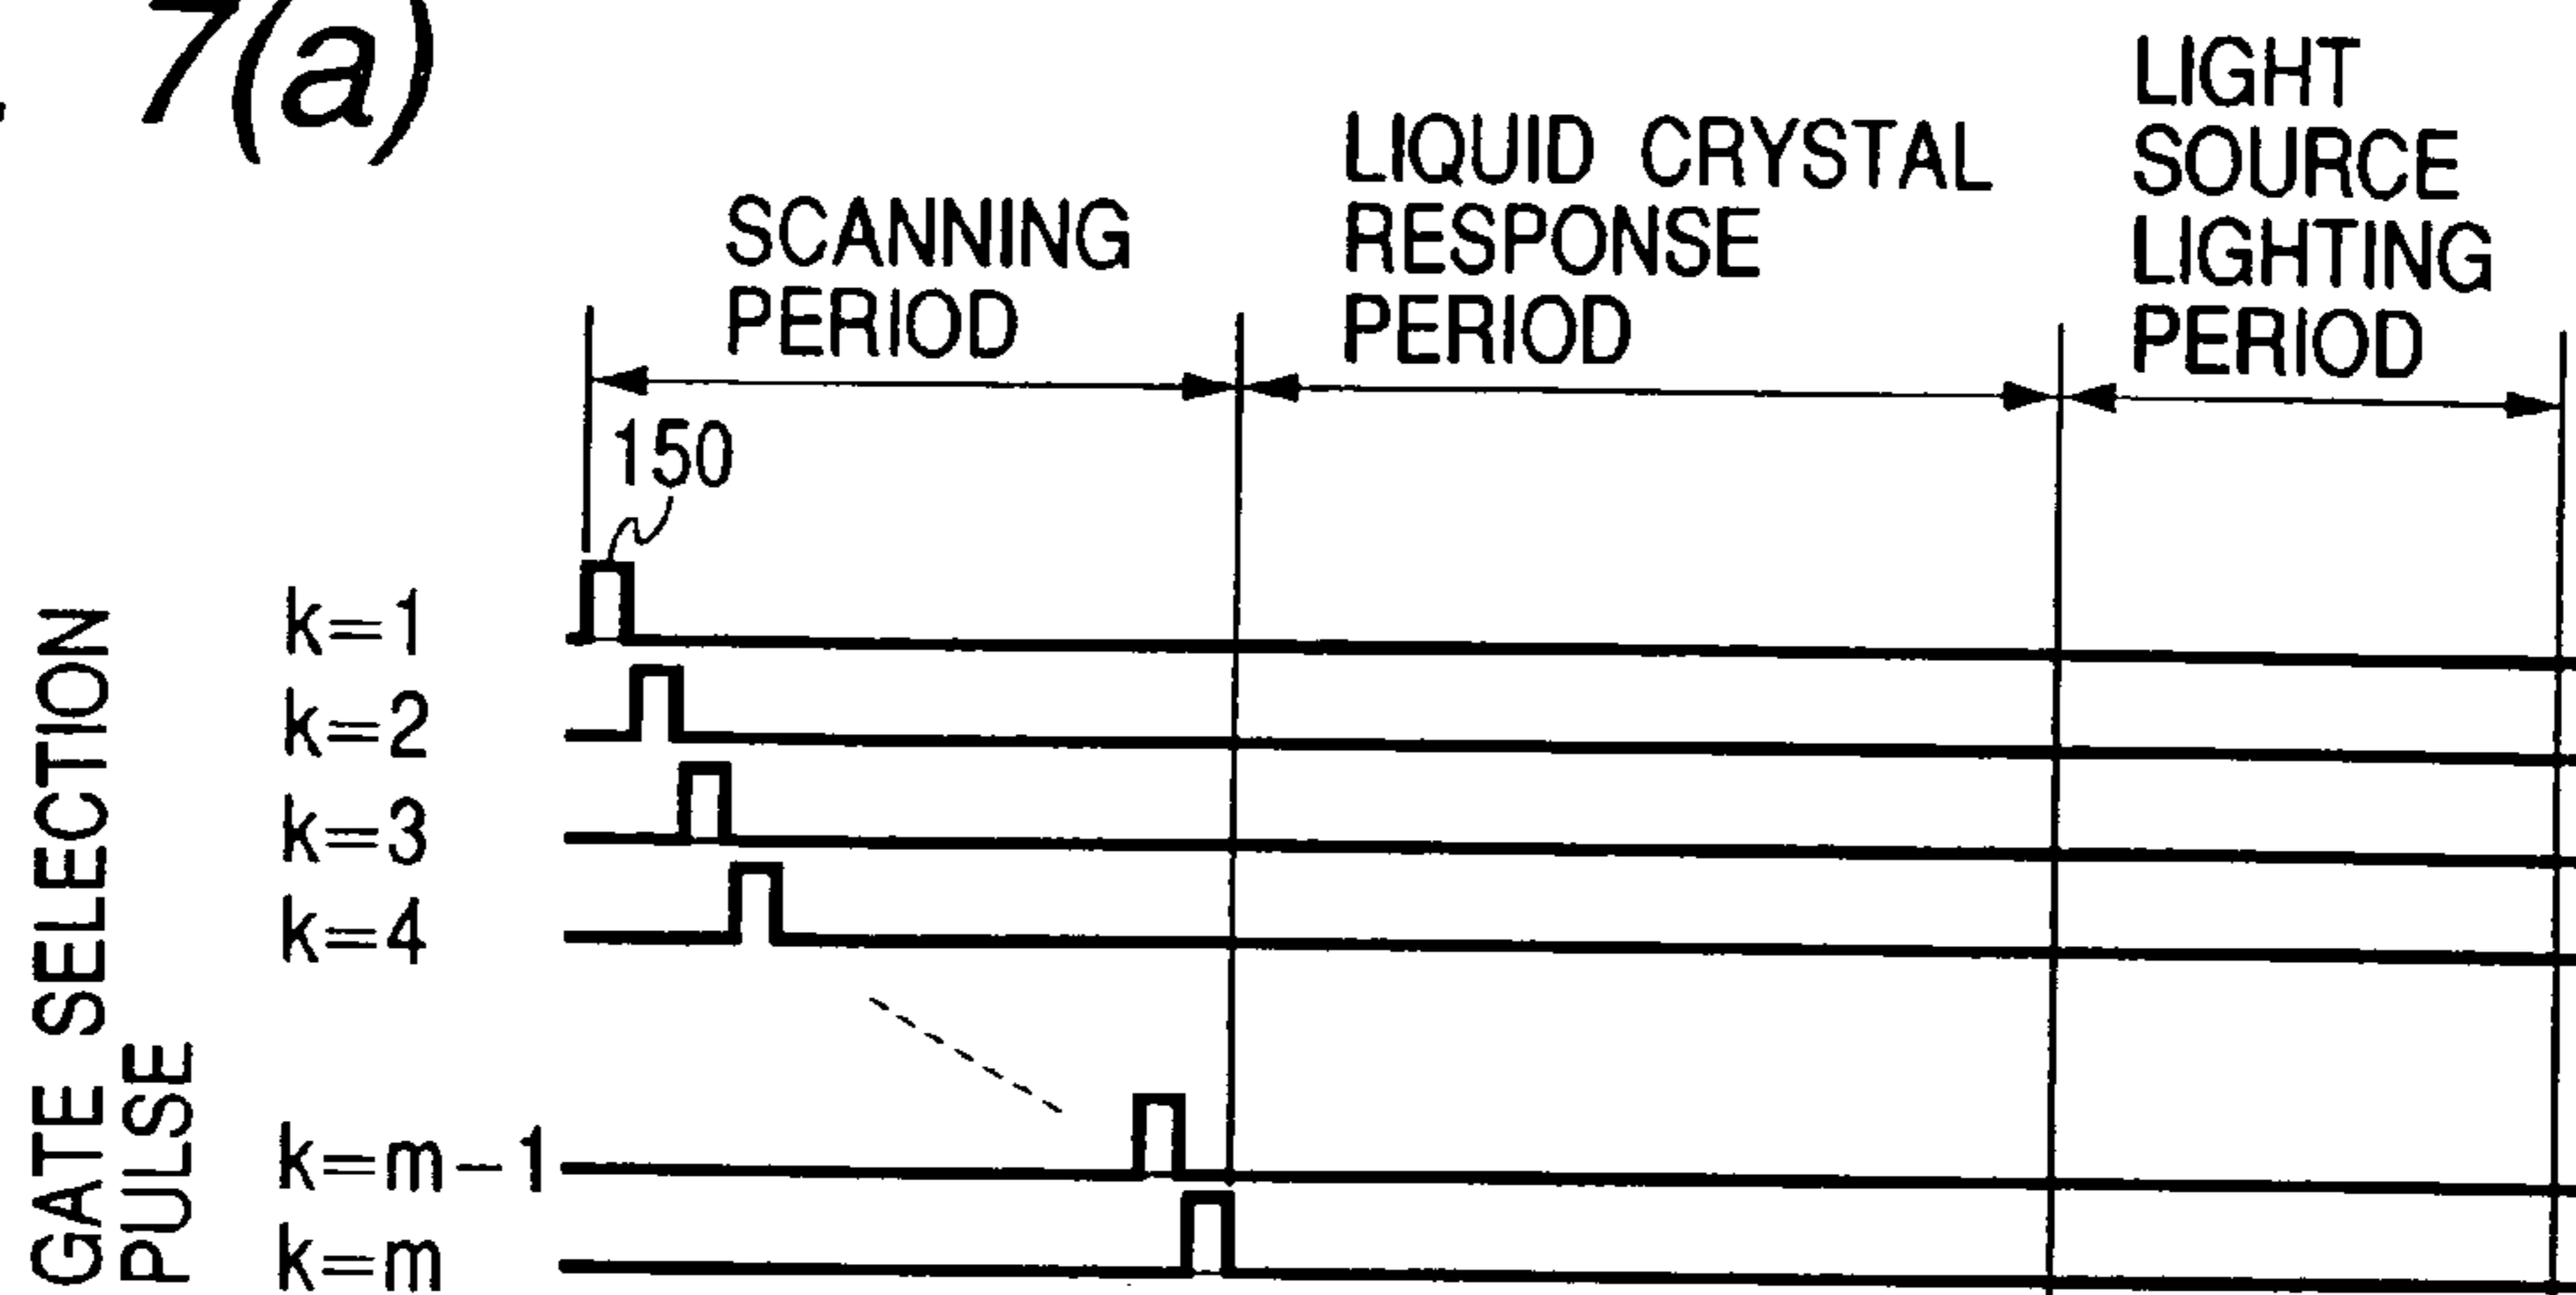 7(a)
SCANNING
PERIOD
LIQUID CRYSTAL
RESPONSE
PERIOD
LIGHT
SOURCE
LIGHTING
PERIOD
150
GATE SELECTION
PULSE
k=1
k=2
k=3
k=4
k=m-1
k=m